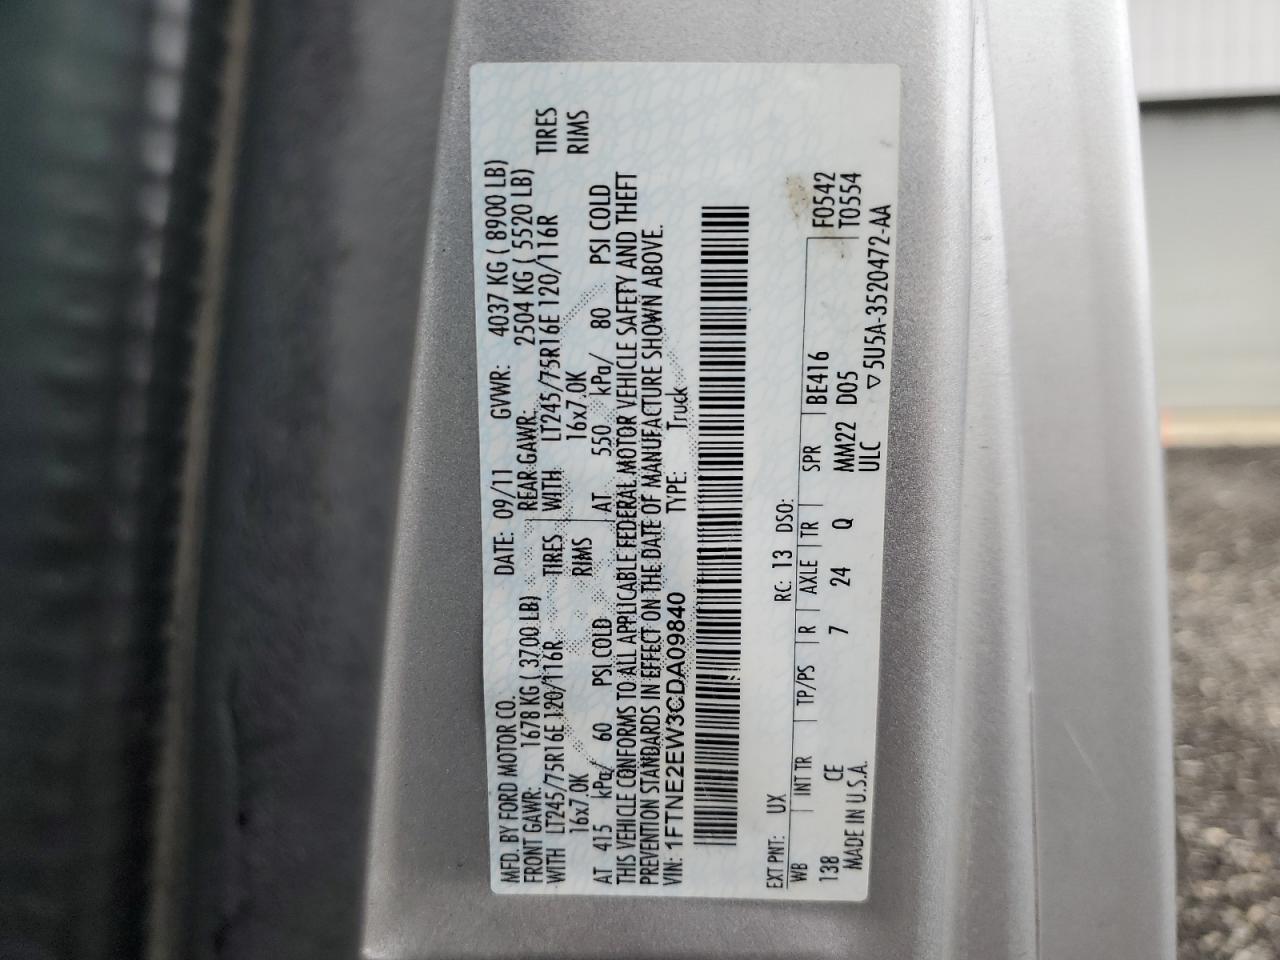 MFD. BY FORD MOTOR CO. DATE: 09/11 GVWR: 4037 KG ( 8900 LB)
FRONT GAWR: 1678 KG ( 3700 LB) REAR GAWR: 2504 KG ( 5520 LB)
WITH LT245/75R16E 120/116R TIRES WITH LT245/75R16E 120/116R TIRES
16x7.0K RIMS 16x7.0K RIMS
AT 415 kPa/ 60 PSI COLD AT 550 kPa/ 80 PSI COLD
THIS VEHICLE CONFORMS TO ALL APPLICABLE FEDERAL MOTOR VEHICLE SAFETY AND THEFT
PREVENTION STANDARDS IN EFFECT ON THE DATE OF MANUFACTURE SHOWN ABOVE.
VIN: 1FTNE2EW3CDA09840 TYPE: Truck
EXT PNT: UX RC: 13 DSO:
WB INT TR TP/PS R AXLE TR SPR BE416 F0542
138 CE 7 24 Q MM22 D05 T0554
MADE IN U.S.A. ULC ▽5U5A-3520472-AA